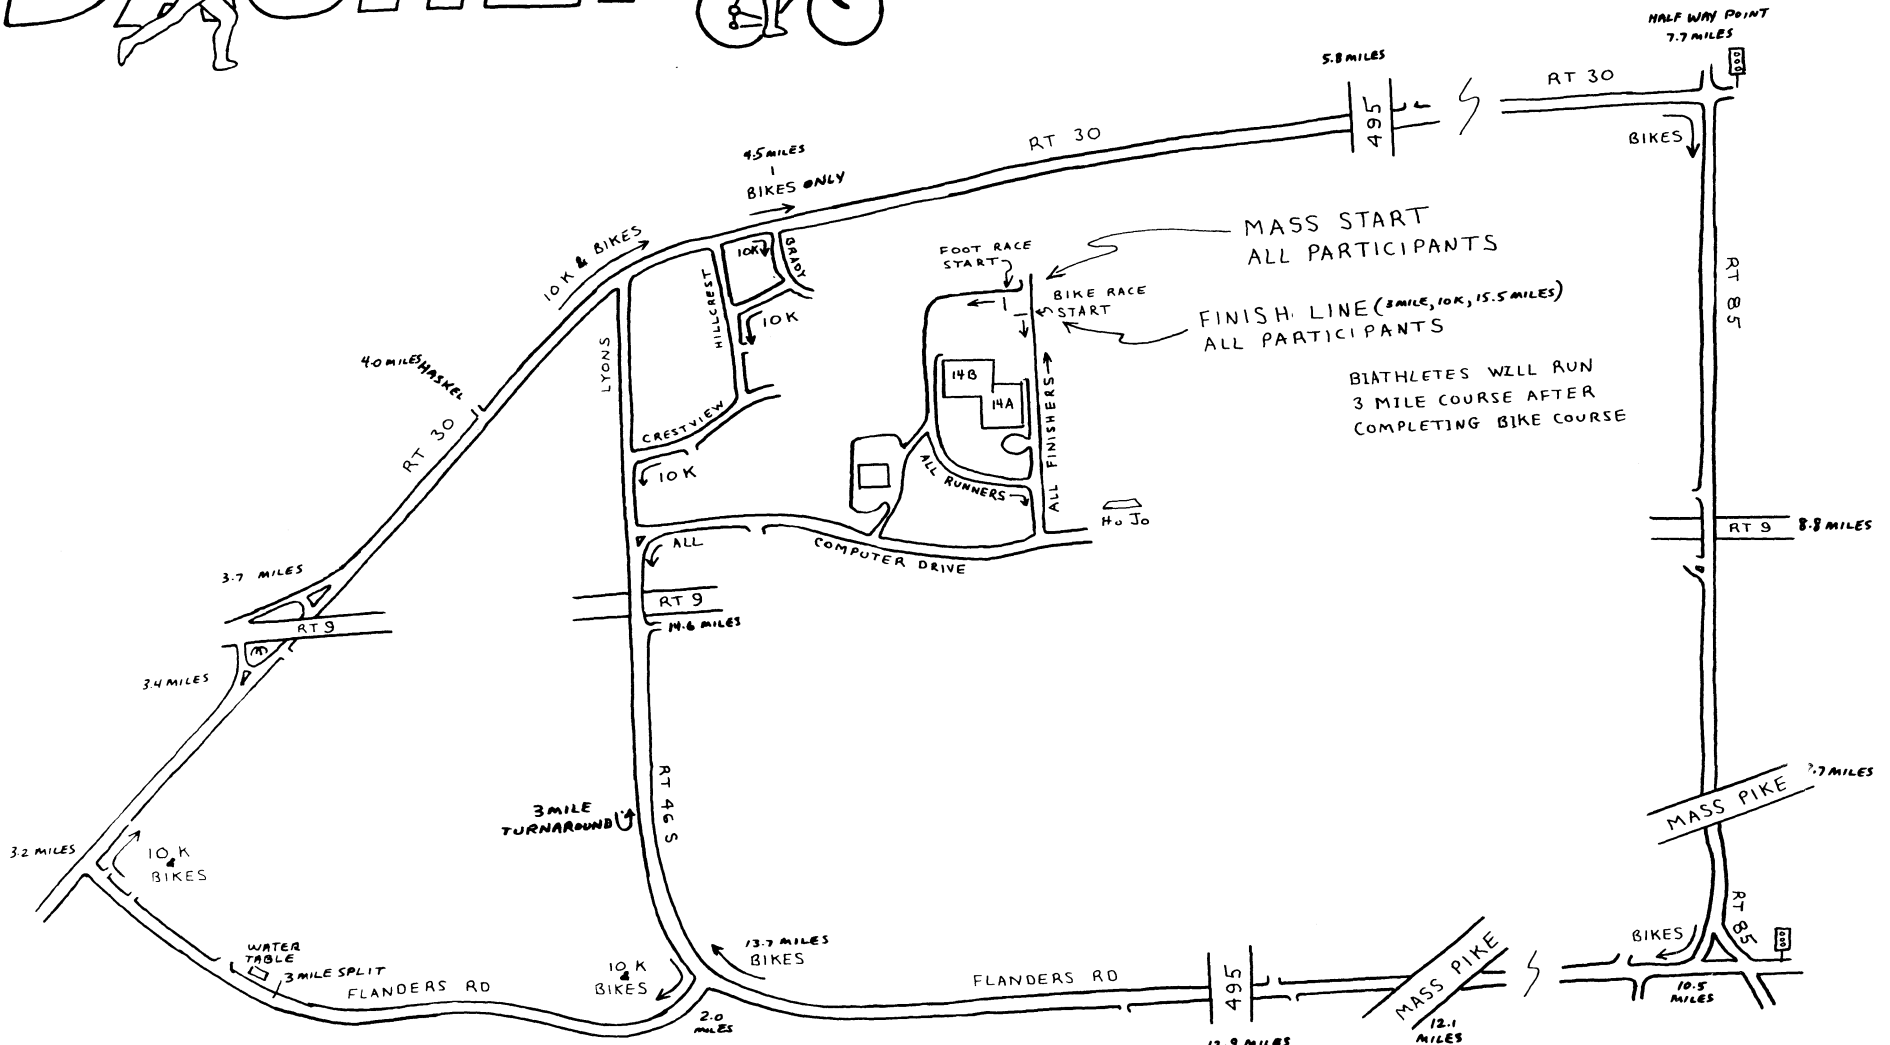 HALF WAY POINT
7.7 MILES
5.8 MILES
RT 30
495
BIKES
RT 30
4.5 MILES
BIKES ONLY
10K & BIKES
10K
BRADY
HILLCREST
10K
LYONS
CRESTVIEW
10K
FOOT RACE
START
BIKE RACE
START
MASS START
ALL PARTICIPANTS
FINISH LINE (3 MILE, 10K, 15.5 MILES)
ALL PARTICIPANTS
BIATHLETES WILL RUN
3 MILE COURSE AFTER
COMPLETING BIKE COURSE
RT 85
4.0 MILES
HASKEL
RT 30
14B
14A
ALL FINISHERS
ALL RUNNERS
HoJo
ALL
COMPUTER DRIVE
RT 9
8.8 MILES
3.7 MILES
RT 9
RT 9
14.6 MILES
3.4 MILES
RT 46 S
3 MILE
TURNAROUND
MASS PIKE
.7 MILES
3.2 MILES
10 K
&
BIKES
RT 85
WATER
TABLE
3 MILE SPLIT
FLANDERS RD
10 K
&
BIKES
13.7 MILES
BIKES
2.0
MILES
FLANDERS RD
495
MASS PIKE
12.1
MILES
BIKES
10.5
MILES